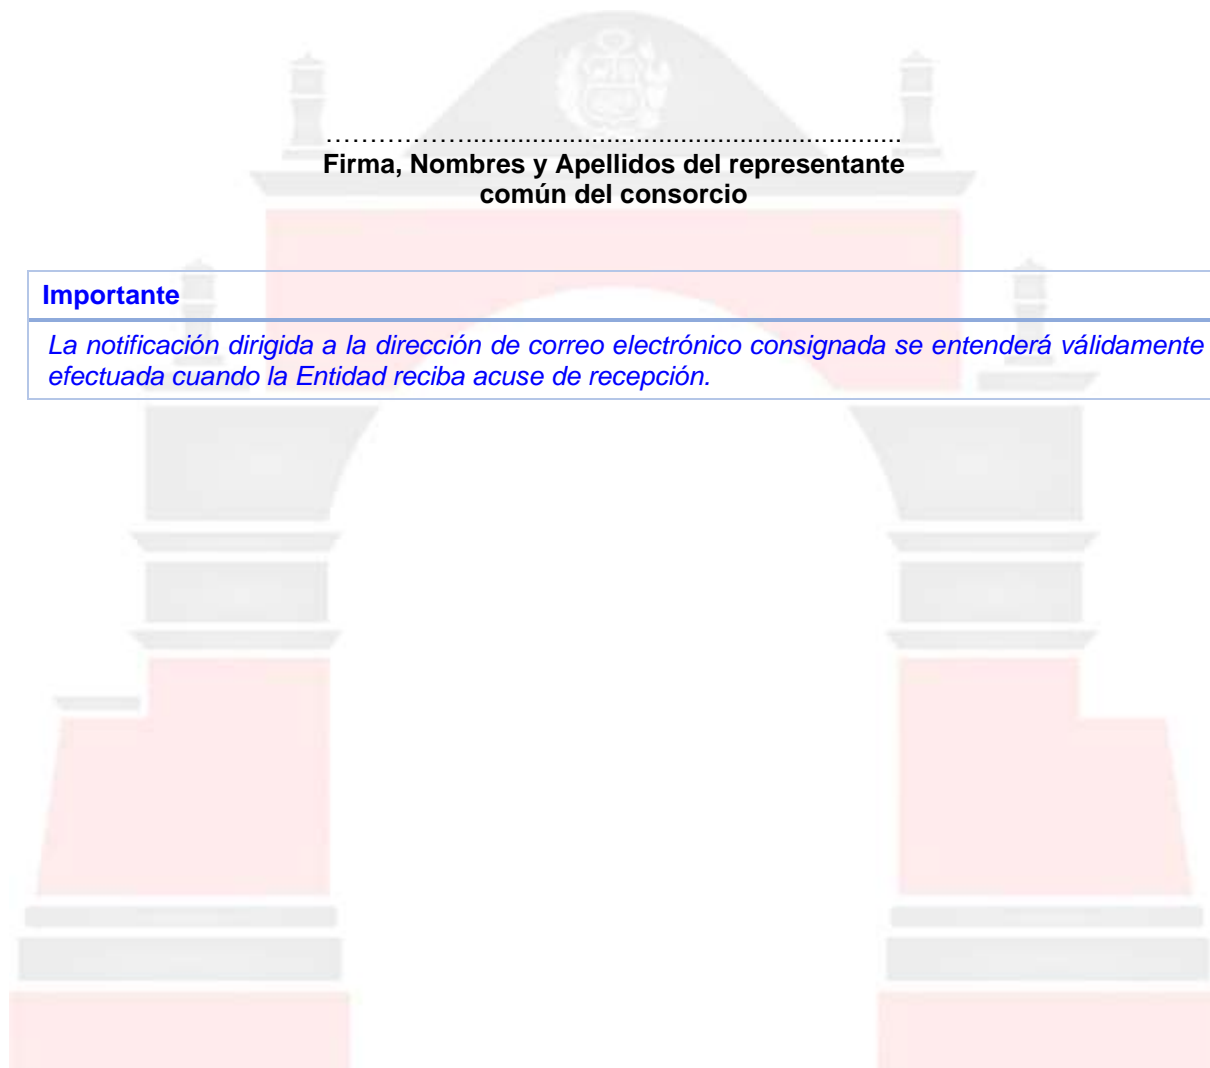 ……………...........................................................
Firma, Nombres y Apellidos del representante
común del consorcio
Importante
La notificación dirigida a la dirección de correo electrónico consignada se entenderá válidamente
efectuada cuando la Entidad reciba acuse de recepción.